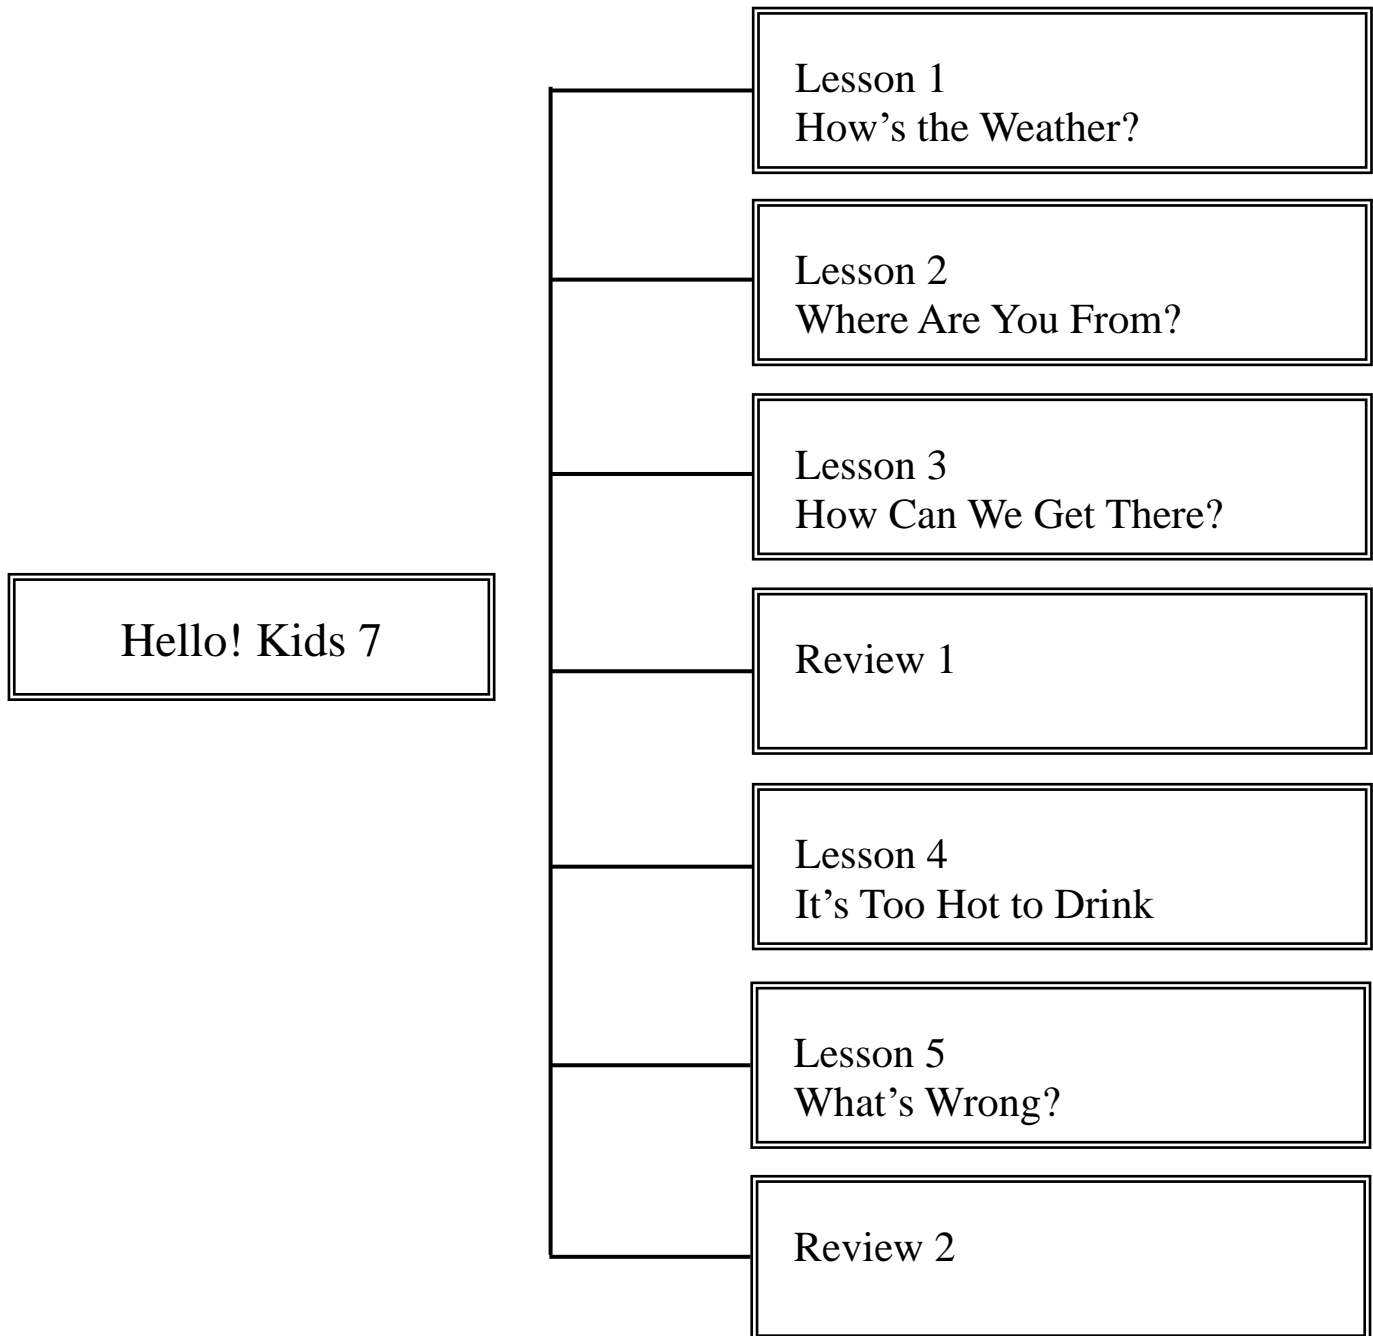 Hello! Kids 7
Lesson 1
How’s the Weather?
Lesson 2
Where Are You From?
Lesson 3
How Can We Get There?
Review 1
Lesson 4
It’s Too Hot to Drink
Lesson 5
What’s Wrong?
Review 2